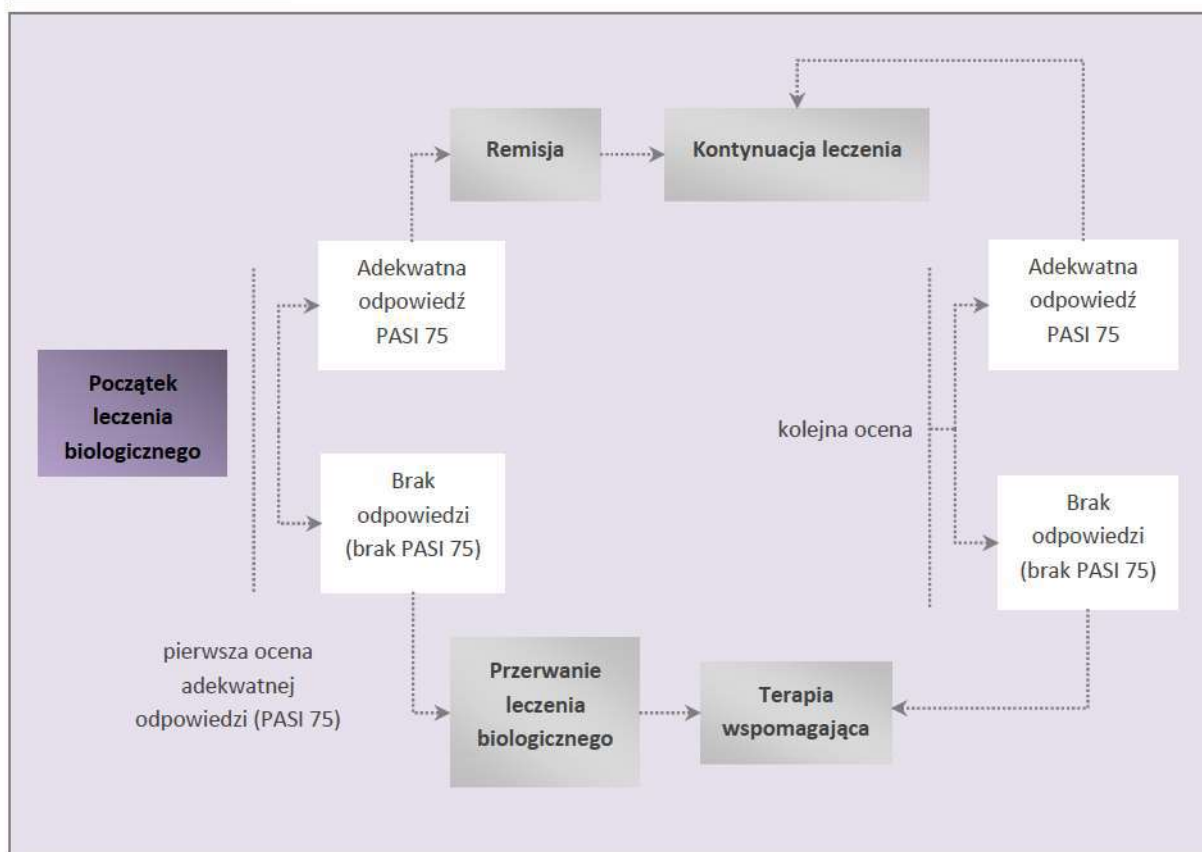 Remisja
Kontynuacja leczenia
Adekwatna
odpowiedź
PASI 75
Adekwatna
odpowiedź
PASI 75
Początek
leczenia
biologicznego
kolejna ocena
Brak
odpowiedzi
(brak PASI 75)
Brak
odpowiedzi
(brak PASI 75)
pierwsza ocena
adekwatnej
odpowiedzi (PASI 75)
Przerwanie
leczenia
biologicznego
Terapia
wspomagająca